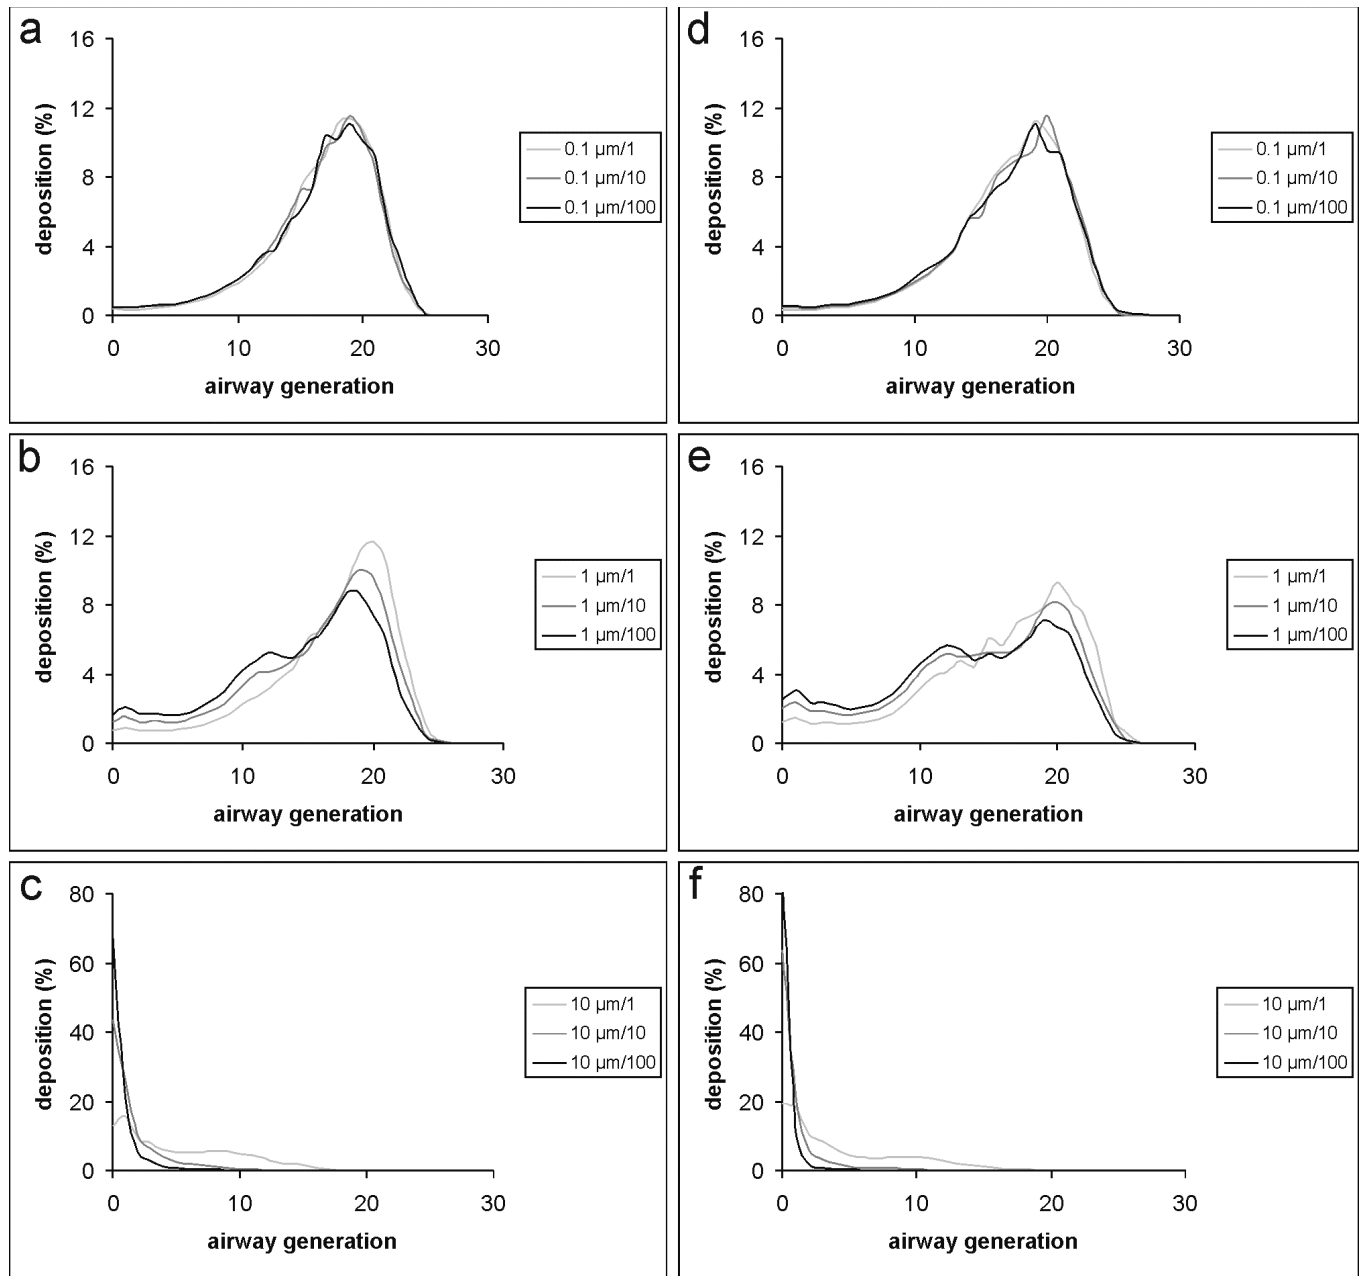 a
16
12
8
4
0
0 10 20 30
deposition (%)
airway generation
0.1 µm/1
0.1 µm/10
0.1 µm/100
d
16
12
8
4
0
0 10 20 30
deposition (%)
airway generation
0.1 µm/1
0.1 µm/10
0.1 µm/100
b
16
12
8
4
0
0 10 20 30
deposition (%)
airway generation
1 µm/1
1 µm/10
1 µm/100
e
16
12
8
4
0
0 10 20 30
deposition (%)
airway generation
1 µm/1
1 µm/10
1 µm/100
c
80
60
40
20
0
0 10 20 30
deposition (%)
airway generation
10 µm/1
10 µm/10
10 µm/100
f
80
60
40
20
0
0 10 20 30
deposition (%)
airway generation
10 µm/1
10 µm/10
10 µm/100